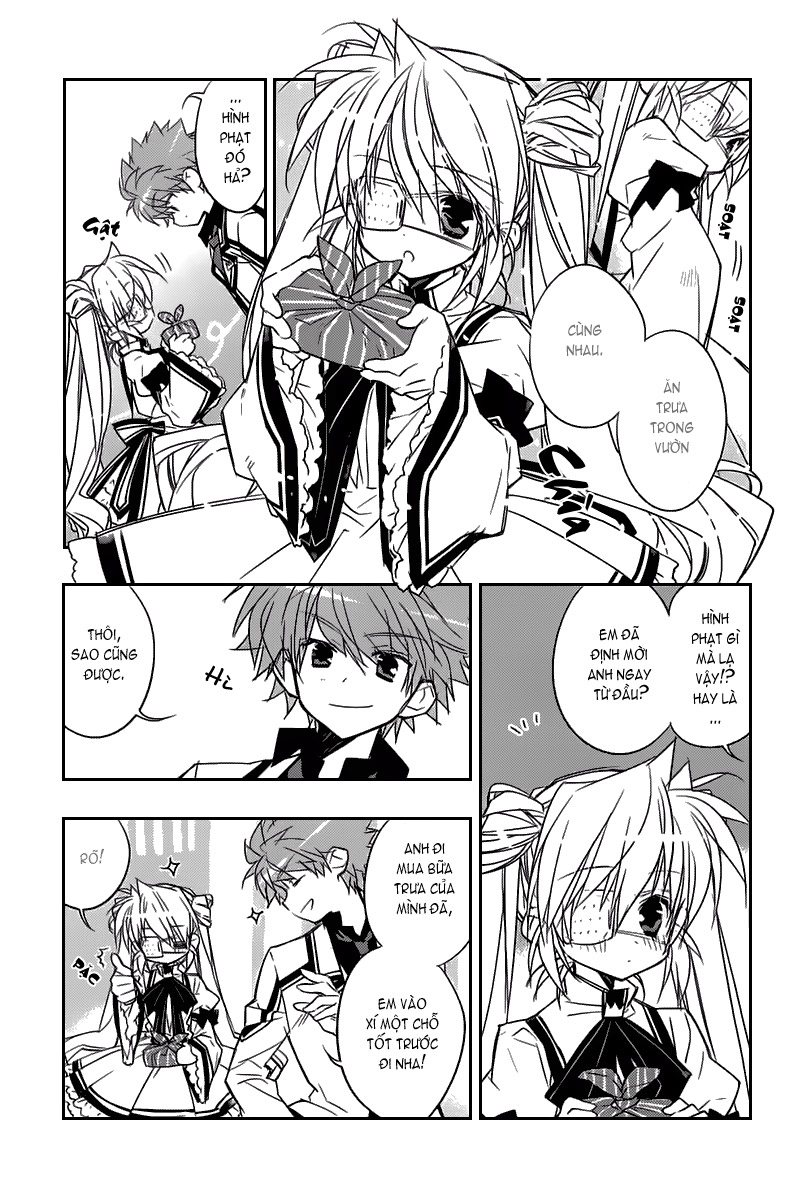 SOẠT
SOẠT
CÙNG
NHAU.
ĂN
TRƯA
TRONG
VƯỜN
CHÌA
...
HÌNH
PHẠT
ĐÓ
HẢ?
GẬT
HÌNH
PHẠT GÌ
MÀ LẠ
VẬY!?
HAY LÀ
...
EM ĐÃ
ĐỊNH MỜI
ANH NGAY
TỪ ĐẦU?
THÔI,
SAO CŨNG
ĐƯỢC.
Hì
ANH ĐI
MUA BỮA
TRƯA CỦA
MÌNH ĐÃ,
EM VÀO
XÍ MỘT CHỖ
TỐT TRƯỚC
ĐI NHA!
RÕ!
PẶC